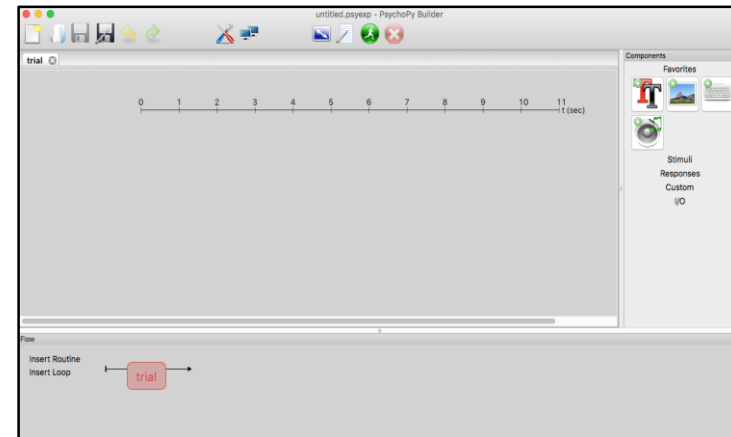 untitled.psyexp - PsychoPy Builder
trial
Components
Favorites
0 1 2 3 4 5 6 7 8 9 10 11
t (sec)
Stimuli
Responses
Custom
I/O
Flow
Insert Routine
Insert Loop
trial